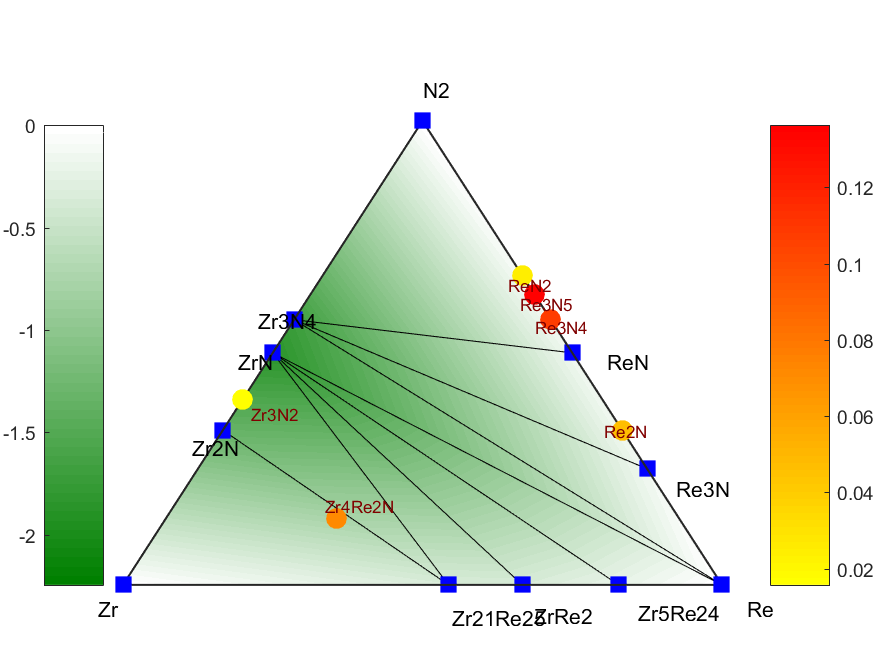 N2
0
-0.5
-1
-1.5
-2
0.12
0.1
0.08
0.06
0.04
0.02
ReN2
Re3N5
Re3N4
Zr3N4
ZrN
ReN
Zr3N2
Re2N
Zr2N
Re3N
Zr4Re2N
Zr
Zr21Re25
ZrRe2
Zr5Re24
Re